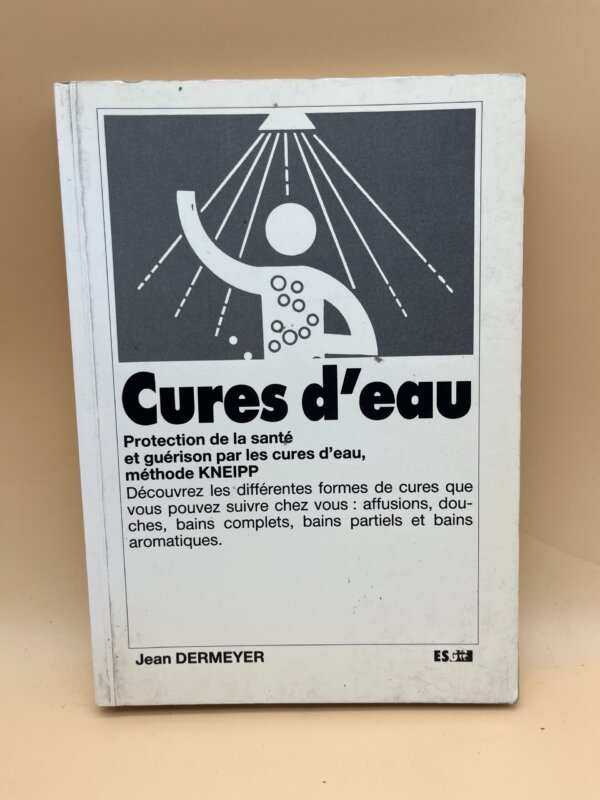 Cures d'eau
Protection de la santé
et guérison par les cures d'eau,
méthode KNEIPP
Découvrez les différentes formes de cures que
vous pouvez suivre chez vous : affusions, dou-
ches, bains complets, bains partiels et bains
aromatiques.
Jean DERMEYER